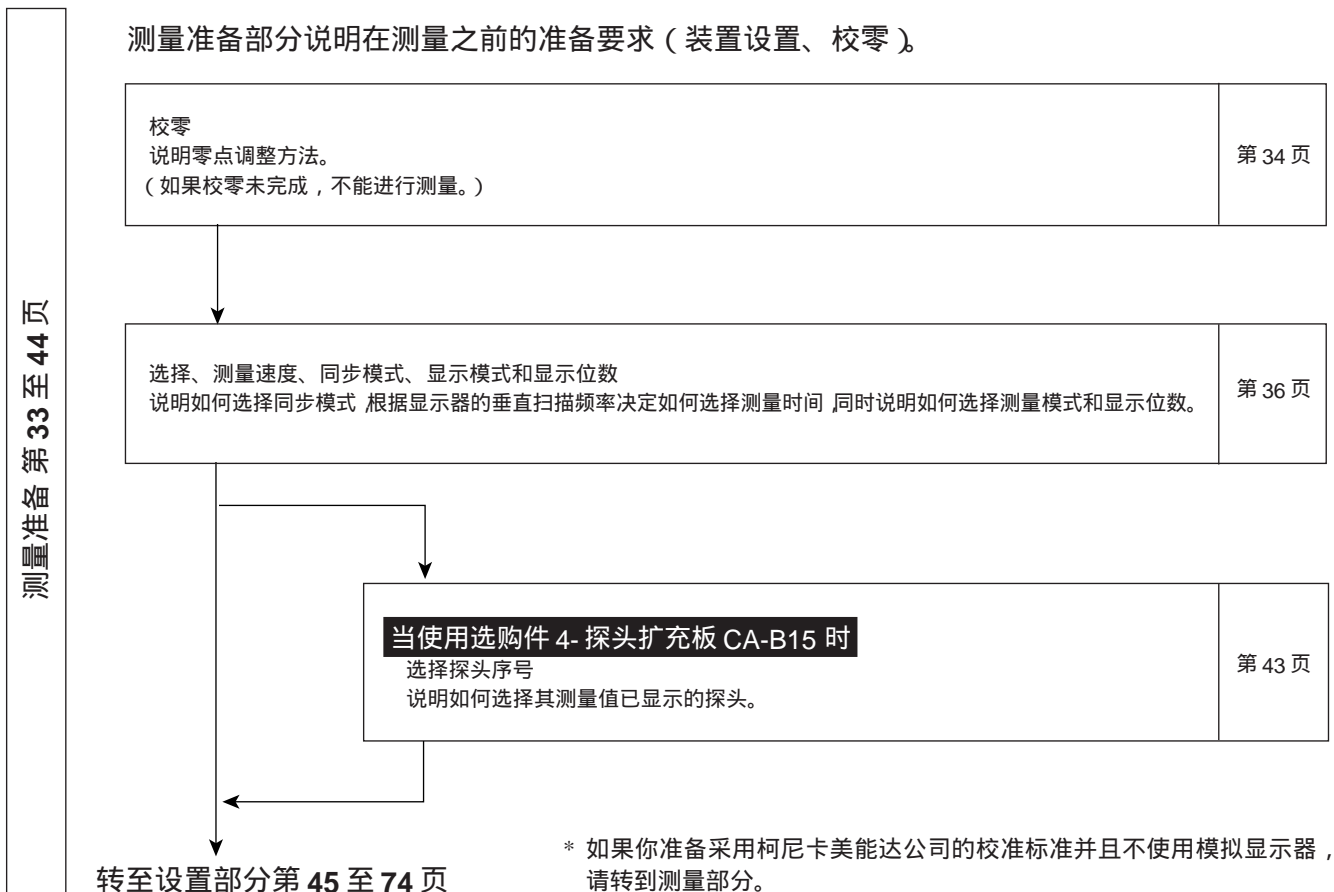 测量准备部分说明在测量之前的准备要求（装置设置、校零）。
测量准备 第 33 至 44 页
校零
说明零点调整方法。
（如果校零未完成，不能进行测量。）
第 34 页
选择、测量速度、同步模式、显示模式和显示位数
说明如何选择同步模式，根据显示器的垂直扫描频率决定如何选择测量时间，同时说明如何选择测量模式和显示位数。
第 36 页
当使用选购件 4- 探头扩充板 CA-B15 时
选择探头序号
说明如何选择其测量值已显示的探头。
第 43 页
转至设置部分第 45 至 74 页
* 如果你准备采用柯尼卡美能达公司的校准标准并且不使用模拟显示器，
请转到测量部分。